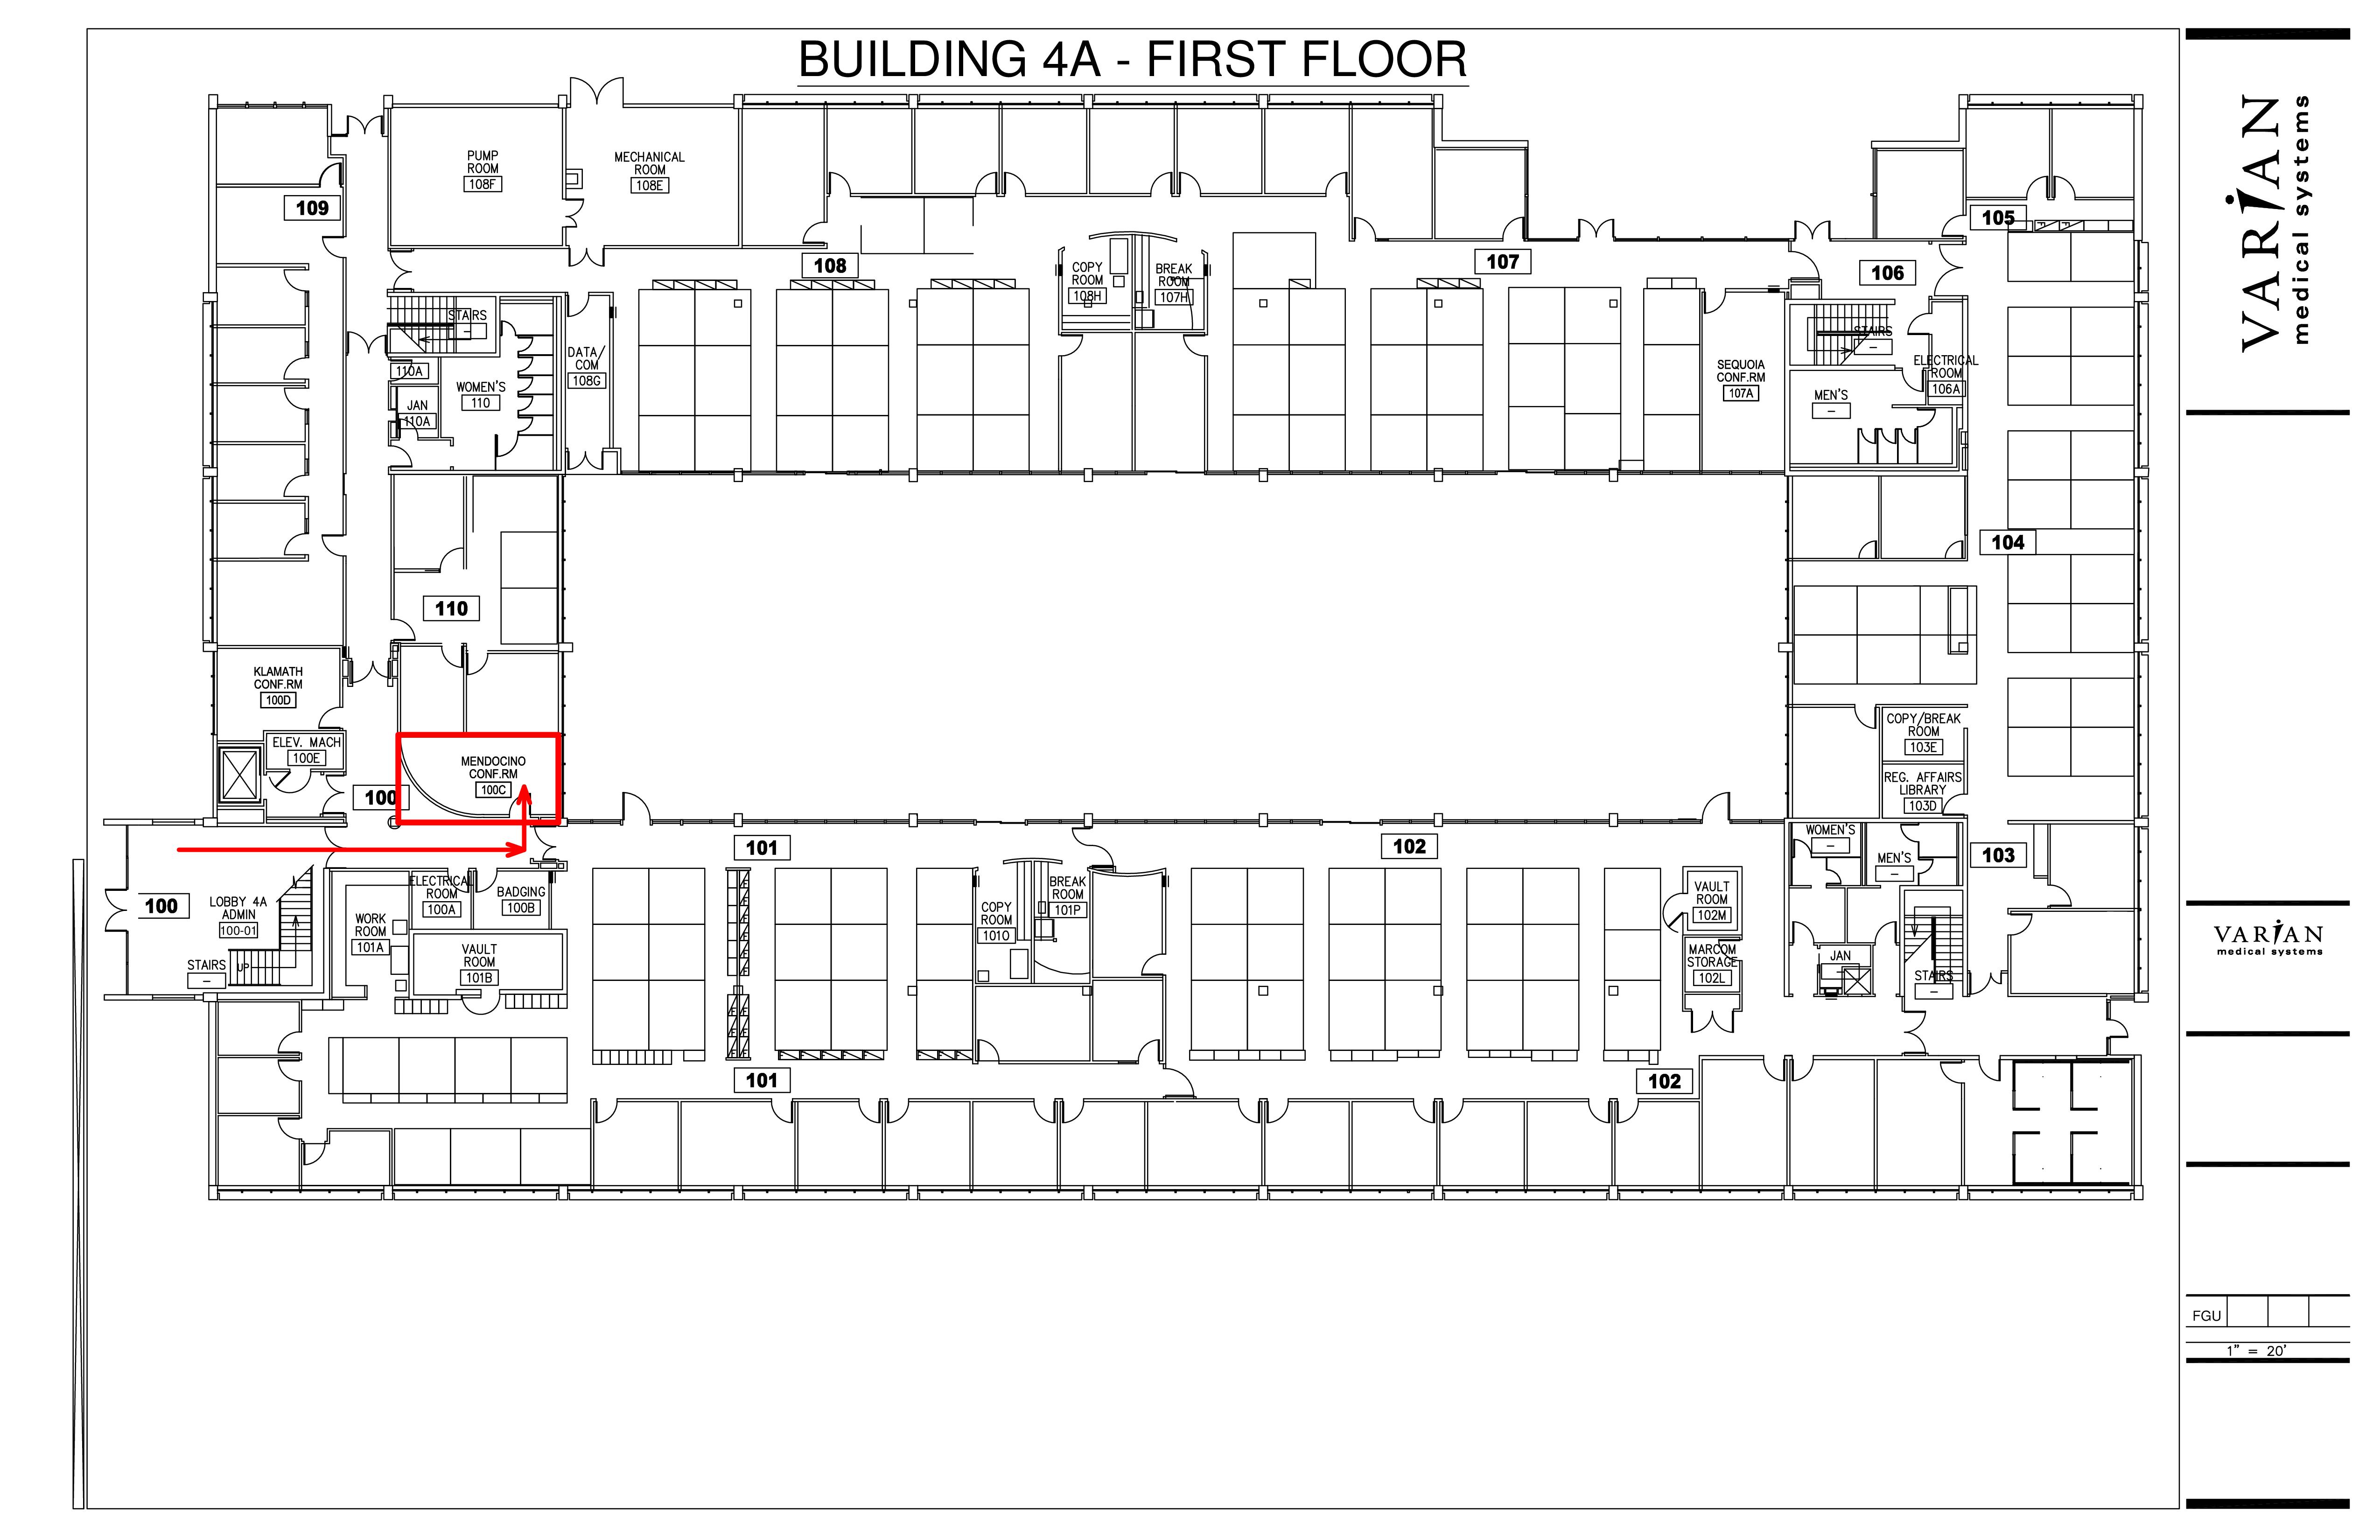 BUILDING 4A - FIRST FLOOR
VARIAN
medical systems
PUMP
ROOM
108F
MECHANICAL
ROOM
108E
109
108
COPY
ROOM
108H
BREAK
ROOM
107H
107
105
106
STAIRS
-
DATA/
COM
108G
110A
WOMEN'S
110
JAN
110A
SEQUOIA
CONF.RM
107A
STAIRS
-
ELECTRICAL
ROOM
106A
MEN'S
-
104
110
KLAMATH
CONF.RM
100D
ELEV. MACH
100E
MENDOCINO
CONF.RM
100C
100
COPY/BREAK
ROOM
103E
REG. AFFAIRS
LIBRARY
103D
101
102
WOMEN'S
-
MEN'S
-
103
100
LOBBY 4A
ADMIN
100-01
STAIRS
-
UP
ELECTRICAL
ROOM
100A
BADGING
100B
WORK
ROOM
101A
VAULT
ROOM
101B
COPY
ROOM
101O
BREAK
ROOM
101P
VAULT
ROOM
102M
MARCOM
STORAGE
102L
JAN
-
STAIRS
-
101
102
VARIAN
medical systems
FGU
1" = 20'